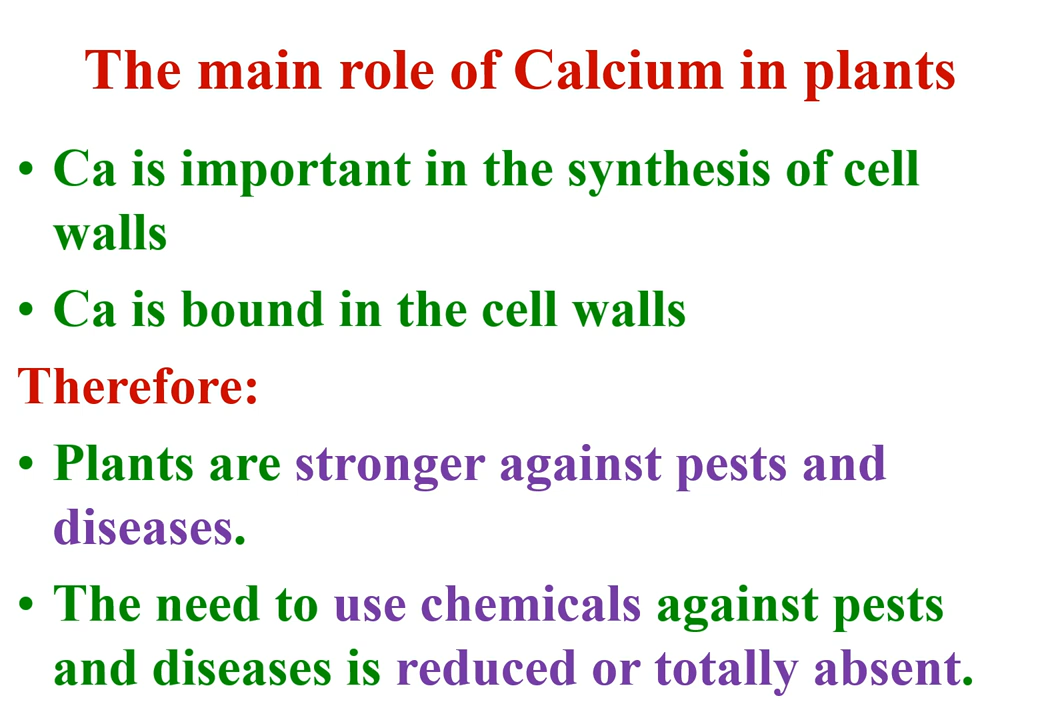 The main role of Calcium in plants
• Ca is important in the synthesis of cell
walls
• Ca is bound in the cell walls
Therefore:
• Plants are stronger against pests and
diseases.
• The need to use chemicals against pests
and diseases is reduced or totally absent.